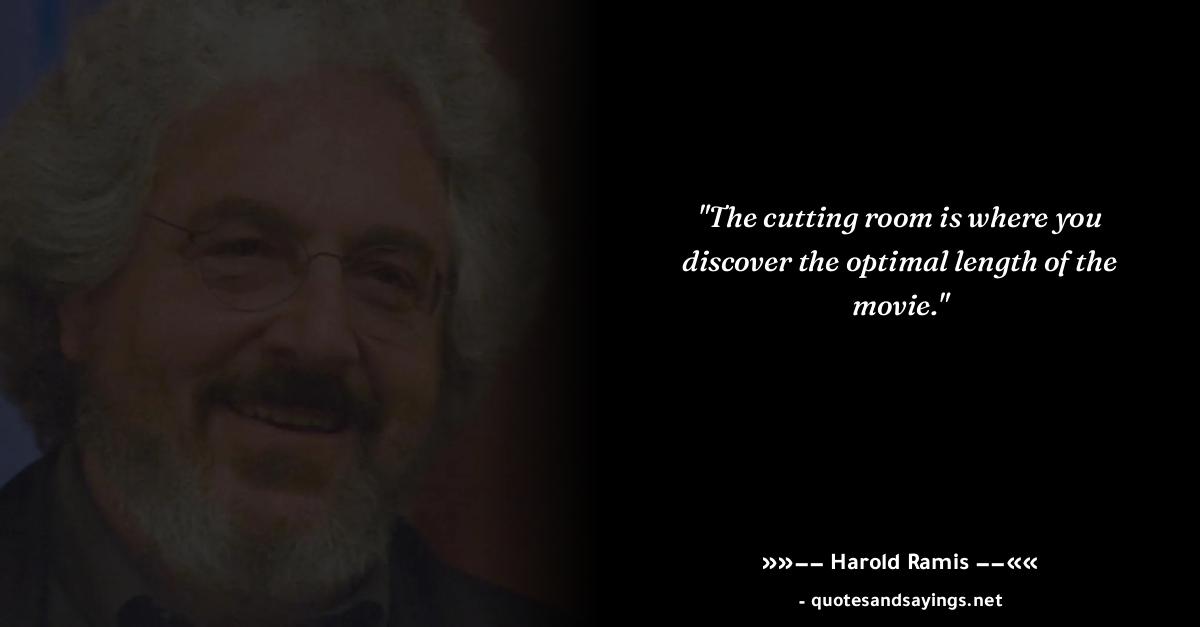 "The cutting room is where you
discover the optimal length of the
movie."
»»−− Harold Ramis −−««
- quotesandsayings.net